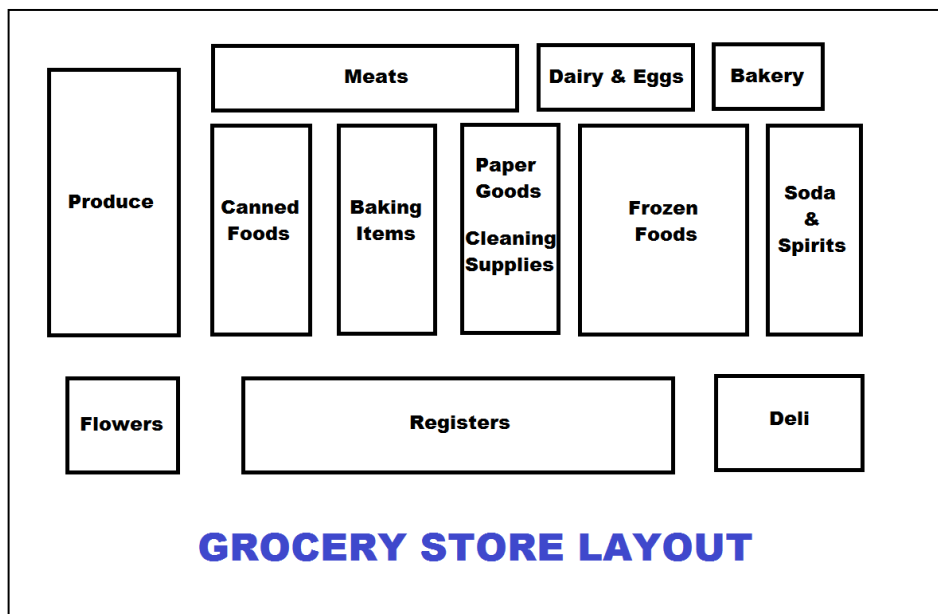 Meats
Dairy & Eggs
Bakery
Produce
Canned
Foods
Baking
Items
Paper
Goods
Cleaning
Supplies
Frozen
Foods
Soda
&
Spirits
Flowers
Registers
Deli
GROCERY STORE LAYOUT